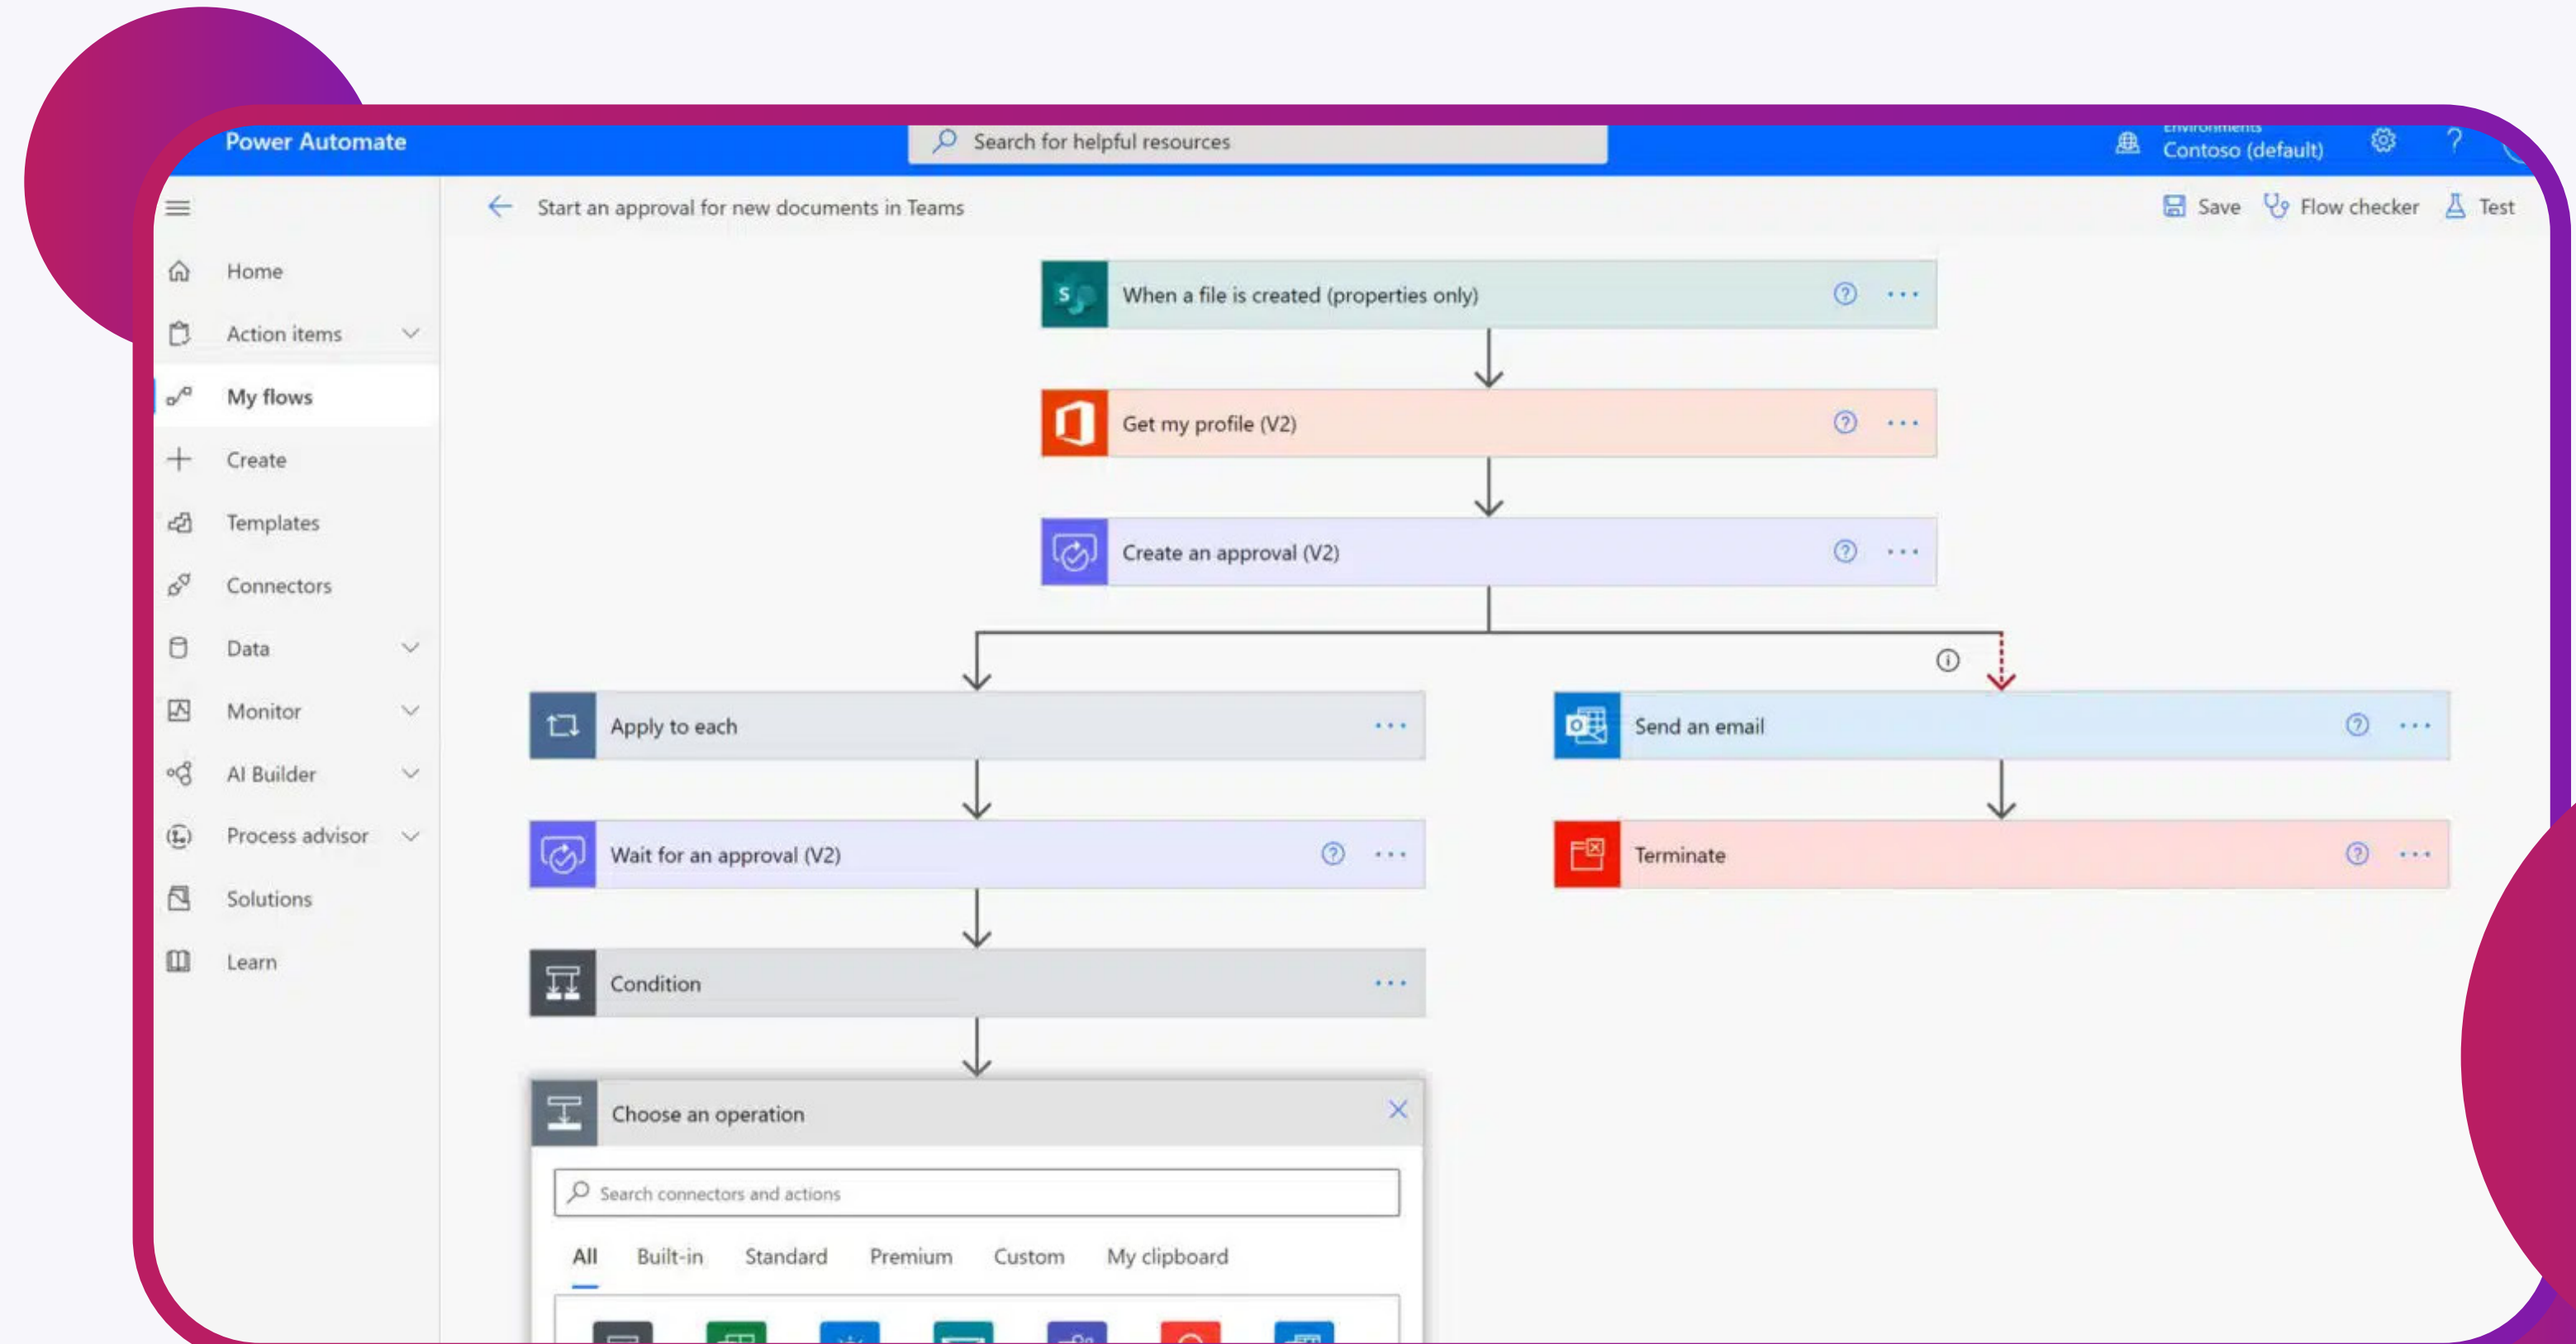 Power Automate
Search for helpful resources
Environments
Contoso (default)
?
Start an approval for new documents in Teams
Save
Flow checker
Test
Home
Action items
My flows
Create
Templates
Connectors
Data
Monitor
AI Builder
Process advisor
Solutions
Learn
S
When a file is created (properties only)
?
Get my profile (V2)
?
Create an approval (V2)
?
Apply to each
Send an email
?
Wait for an approval (V2)
?
Terminate
?
Condition
Choose an operation
Search connectors and actions
All Built-in Standard Premium Custom My clipboard